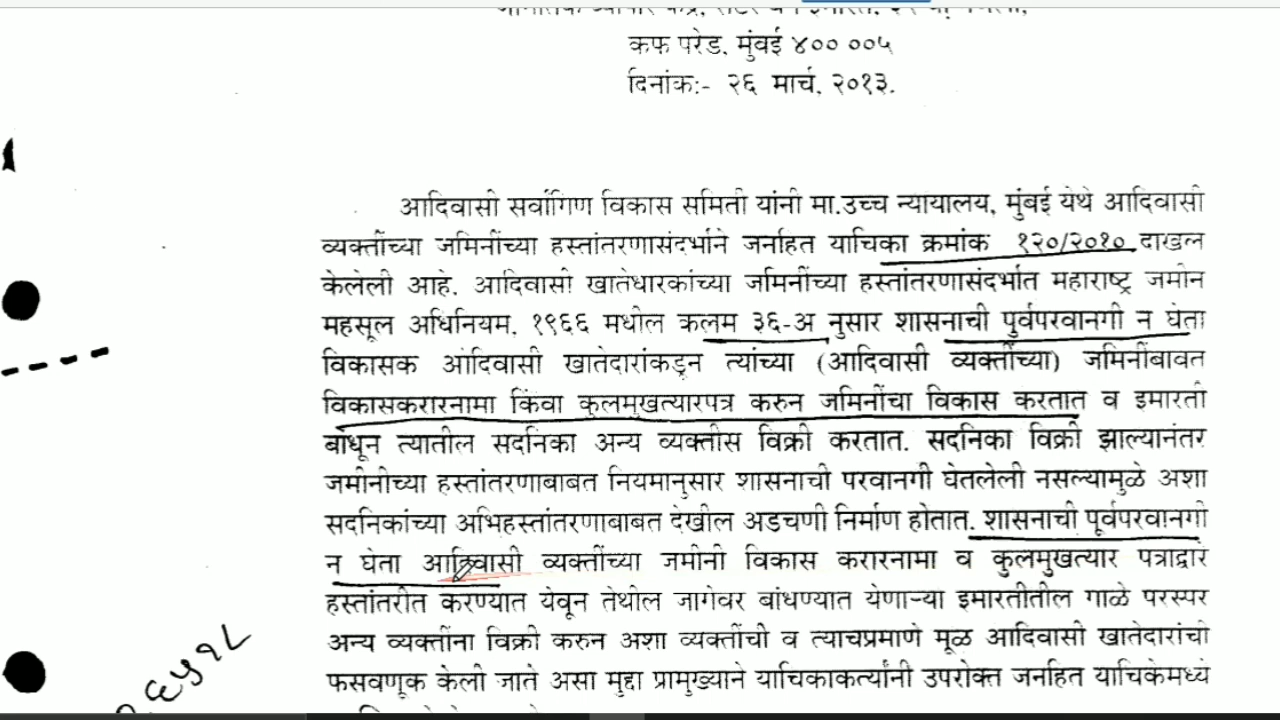 कफ परेड, मुंबई ४०० ००५
दिनांकः- २६ मार्च, २०१३.
आदिवासी सर्वांगिण विकास समिती यांनी मा.उच्च न्यायालय, मुंबई येथे आदिवासी
व्यक्तींच्या जमिनींच्या हस्तांतरणासंदर्भाने जनहित याचिका क्रमांक १२०/२०१० दाखल
केलेली आहे. आदिवासी खातेधारकांच्या जमिनींच्या हस्तांतरणासंदर्भात महाराष्ट्र जमीन
महसूल अधिनियम, १९६६ मधील कलम ३६-अ नुसार शासनाची पुर्वपरवानगी न घेता
विकासक आदिवासी खातेदारांकडून त्यांच्या (आदिवासी व्यक्तींच्या) जमिनींबाबत
विकासकरारनामा किंवा कुलमुखत्यारपत्र करुन जमिनींचा विकास करतात व इमारती
बांधून त्यातील सदनिका अन्य व्यक्तीस विक्री करतात. सदनिका विक्री झाल्यानंतर
जमीनीच्या हस्तांतरणाबाबत नियमानुसार शासनाची परवानगी घेतलेली नसल्यामुळे अशा
सदनिकांच्या अभिहस्तांतरणाबाबत देखील अडचणी निर्माण होतात. शासनाची पूर्वपरवानगी
न घेता आदिवासी व्यक्तींच्या जमीनी विकास करारनामा व कुलमुखत्यार पत्राद्वारे
हस्तांतरीत करण्यात येवून तेथील जागेवर बांधण्यात येणाऱ्या इमारतीतील गाळे परस्पर
अन्य व्यक्तींना विक्री करुन अशा व्यक्तींची व त्याचप्रमाणे मूळ आदिवासी खातेदारांची
फसवणूक केली जाते असा मुद्दा प्रामुख्याने याचिकाकर्त्यांनी उपरोक्त जनहित याचिकेमध्ये